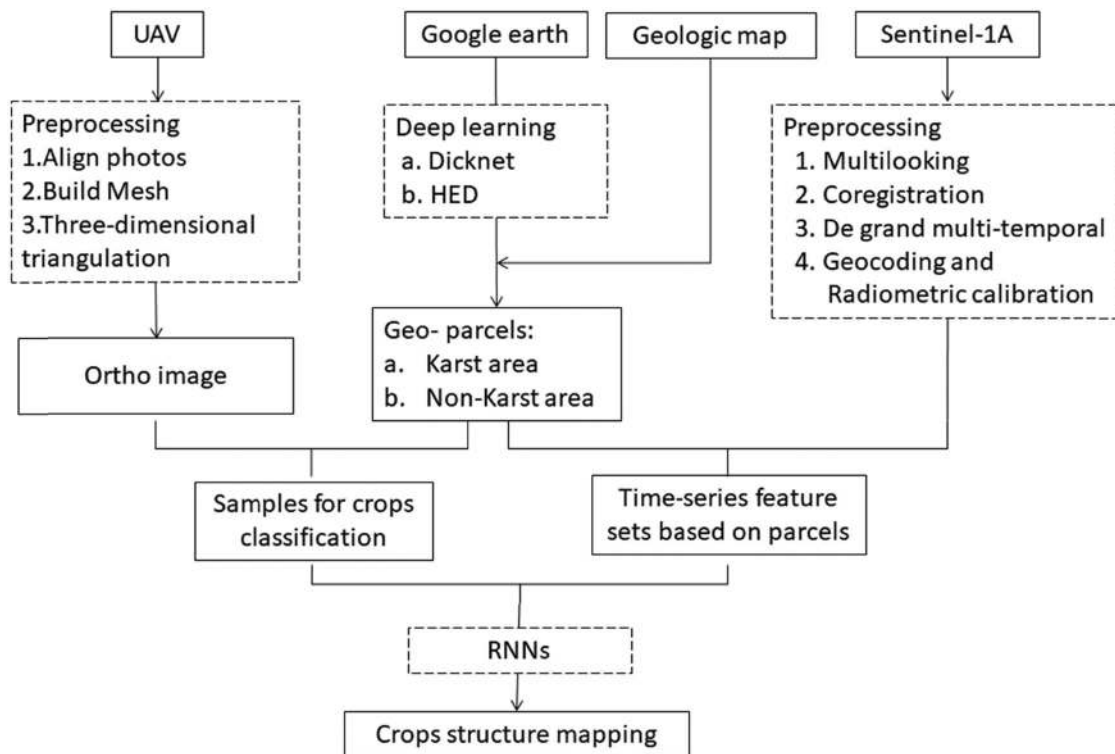 UAV
Google earth
Geologic map
Sentinel-1A
Preprocessing
1.Align photos
2.Build Mesh
3.Three-dimensional
triangulation
Deep learning
a. Dicknet
b. HED
Preprocessing
1. Multilooking
2. Coregistration
3. De grand multi-temporal
4. Geocoding and
Radiometric calibration
Ortho image
Geo- parcels:
a. Karst area
b. Non-Karst area
Samples for crops
classification
Time-series feature
sets based on parcels
RNNs
Crops structure mapping